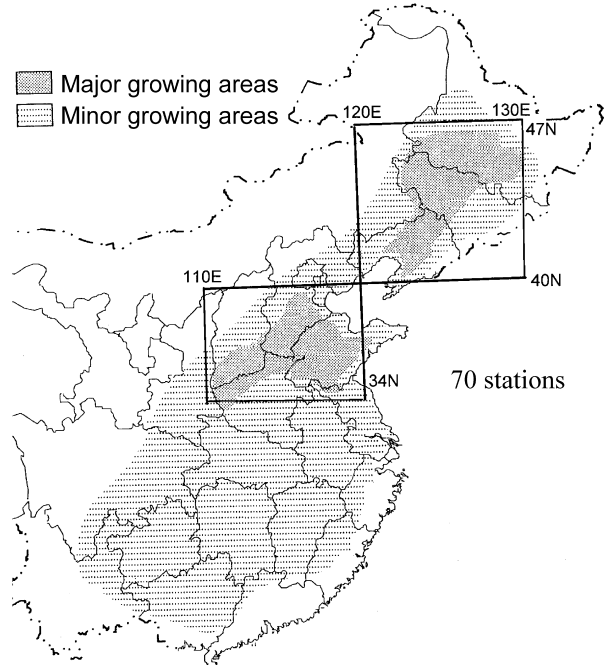 Major growing areas
Minor growing areas
120E
130E
47N
110E
40N
34N
70 stations